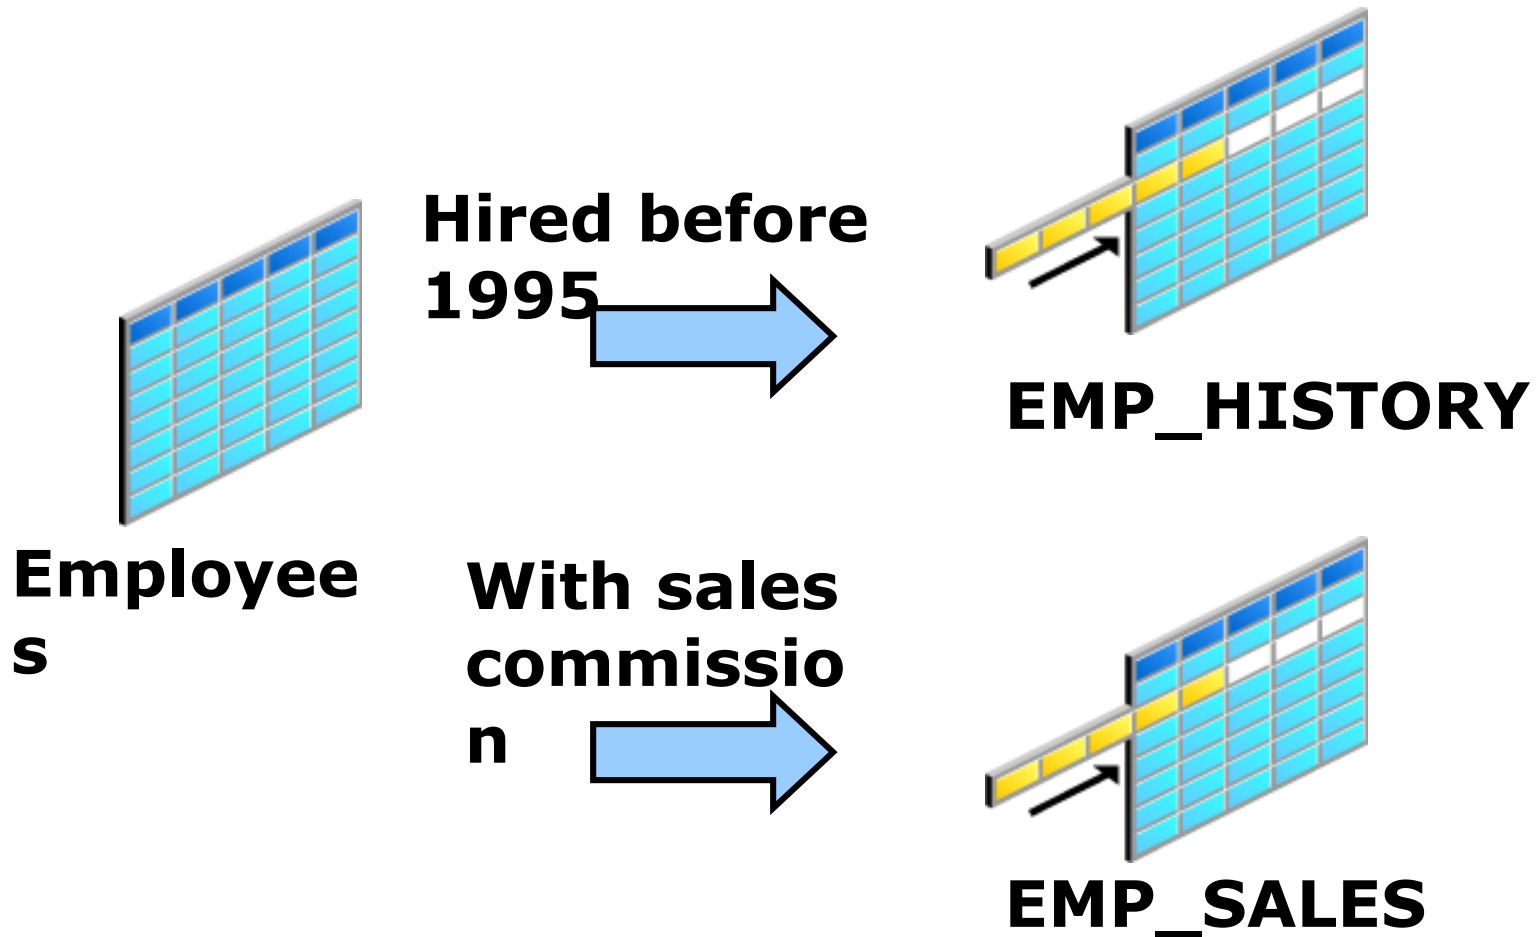 Hired before
1995
EMP_HISTORY
Employee
s
With sales
commissio
n
EMP_SALES